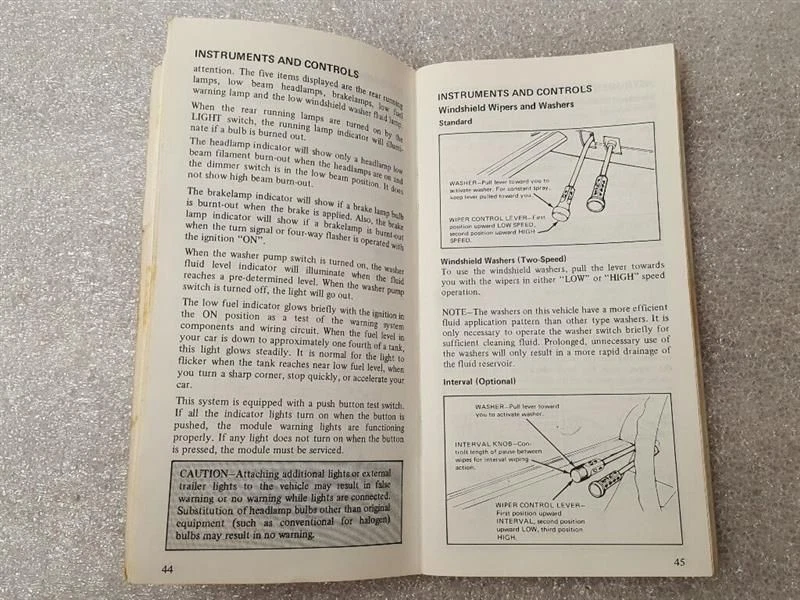 INSTRUMENTS AND CONTROLS
attention. The five items displayed are the rear running
lamps, low beam headlamps, brakelamps, low fuel
warning lamp and the low windshield washer fluid lamp.
When the rear running lamps are turned on by the
LIGHT switch, the running lamp indicator will illumi-
nate if a bulb is burned out.
The headlamp indicator will show only a headlamp low
beam filament burn-out when the headlamps are on and
the dimmer switch is in the low beam position. It does
not show high beam burn-out.
The brakelamp indicator will show if a brake lamp bulb
is burnt-out when the brake is applied. Also, the brake
lamp indicator will show if a brakelamp is burnt-out
when the turn signal or four-way flasher is operated with
the ignition "ON".
When the washer pump switch is turned on, the washer
fluid level indicator will illuminate when the fluid
reaches a pre-determined level. When the washer pump
switch is turned off, the light will go out.
The low fuel indicator glows briefly with the ignition in
the ON position as a test of the warning system
components and wiring circuit. When the fuel level in
your car is down to approximately one fourth of a tank,
this light glows steadily. It is normal for the light to
flicker when the tank reaches near low fuel level, when
you turn a sharp corner, stop quickly, or accelerate your
car.
This system is equipped with a push button test switch.
If all the indicator lights turn on when the button is
pushed, the module warning lights are functioning
properly. If any light does not turn on when the button
is pressed, the module must be serviced.
CAUTION—Attaching additional lights or external
trailer lights to the vehicle may result in false
warning or no warning while lights are connected.
Substitution of headlamp bulbs other than original
equipment (such as conventional for halogen)
bulbs may result in no warning.
44
INSTRUMENTS AND CONTROLS
Windshield Wipers and Washers
Standard
WASHER—Pull lever toward you to
activate washer. For constant spray,
keep lever pulled toward you.
WIPER CONTROL LEVER—First
position upward LOW SPEED,
second position upward HIGH
SPEED.
Windshield Washers (Two-Speed)
To use the windshield washers, pull the lever towards
you with the wipers in either "LOW" or "HIGH" speed
operation.
NOTE—The washers on this vehicle have a more efficient
fluid application pattern than other type washers. It is
only necessary to operate the washer switch briefly for
sufficient cleaning fluid. Prolonged, unnecessary use of
the washers will only result in a more rapid drainage of
the fluid reservoir.
Interval (Optional)
WASHER—Pull lever toward
you to activate washer.
INTERVAL KNOB—Con-
trols length of pause between
wipes for interval wiping
action.
WIPER CONTROL LEVER—
First position upward
INTERVAL, second position
upward LOW, third position
HIGH.
45